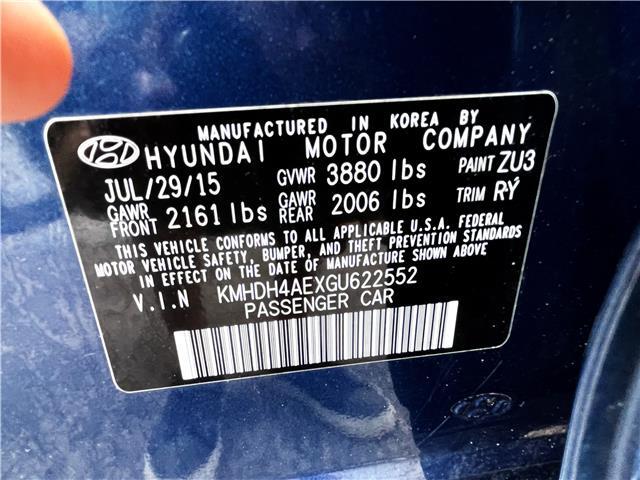 MANUFACTURED IN KOREA BY
HYUNDAI MOTOR COMPANY
JUL/29/15 GVWR 3880 lbs PAINT ZU3
GAWR FRONT 2161 lbs GAWR REAR 2006 lbs TRIM RY
THIS VEHICLE CONFORMS TO ALL APPLICABLE U.S.A. FEDERAL
MOTOR VEHICLE SAFETY, BUMPER, AND THEFT PREVENTION STANDARDS
IN EFFECT ON THE DATE OF MANUFACTURE SHOWN ABOVE.
V.I.N KMHDH4AEXGU622552
PASSENGER CAR